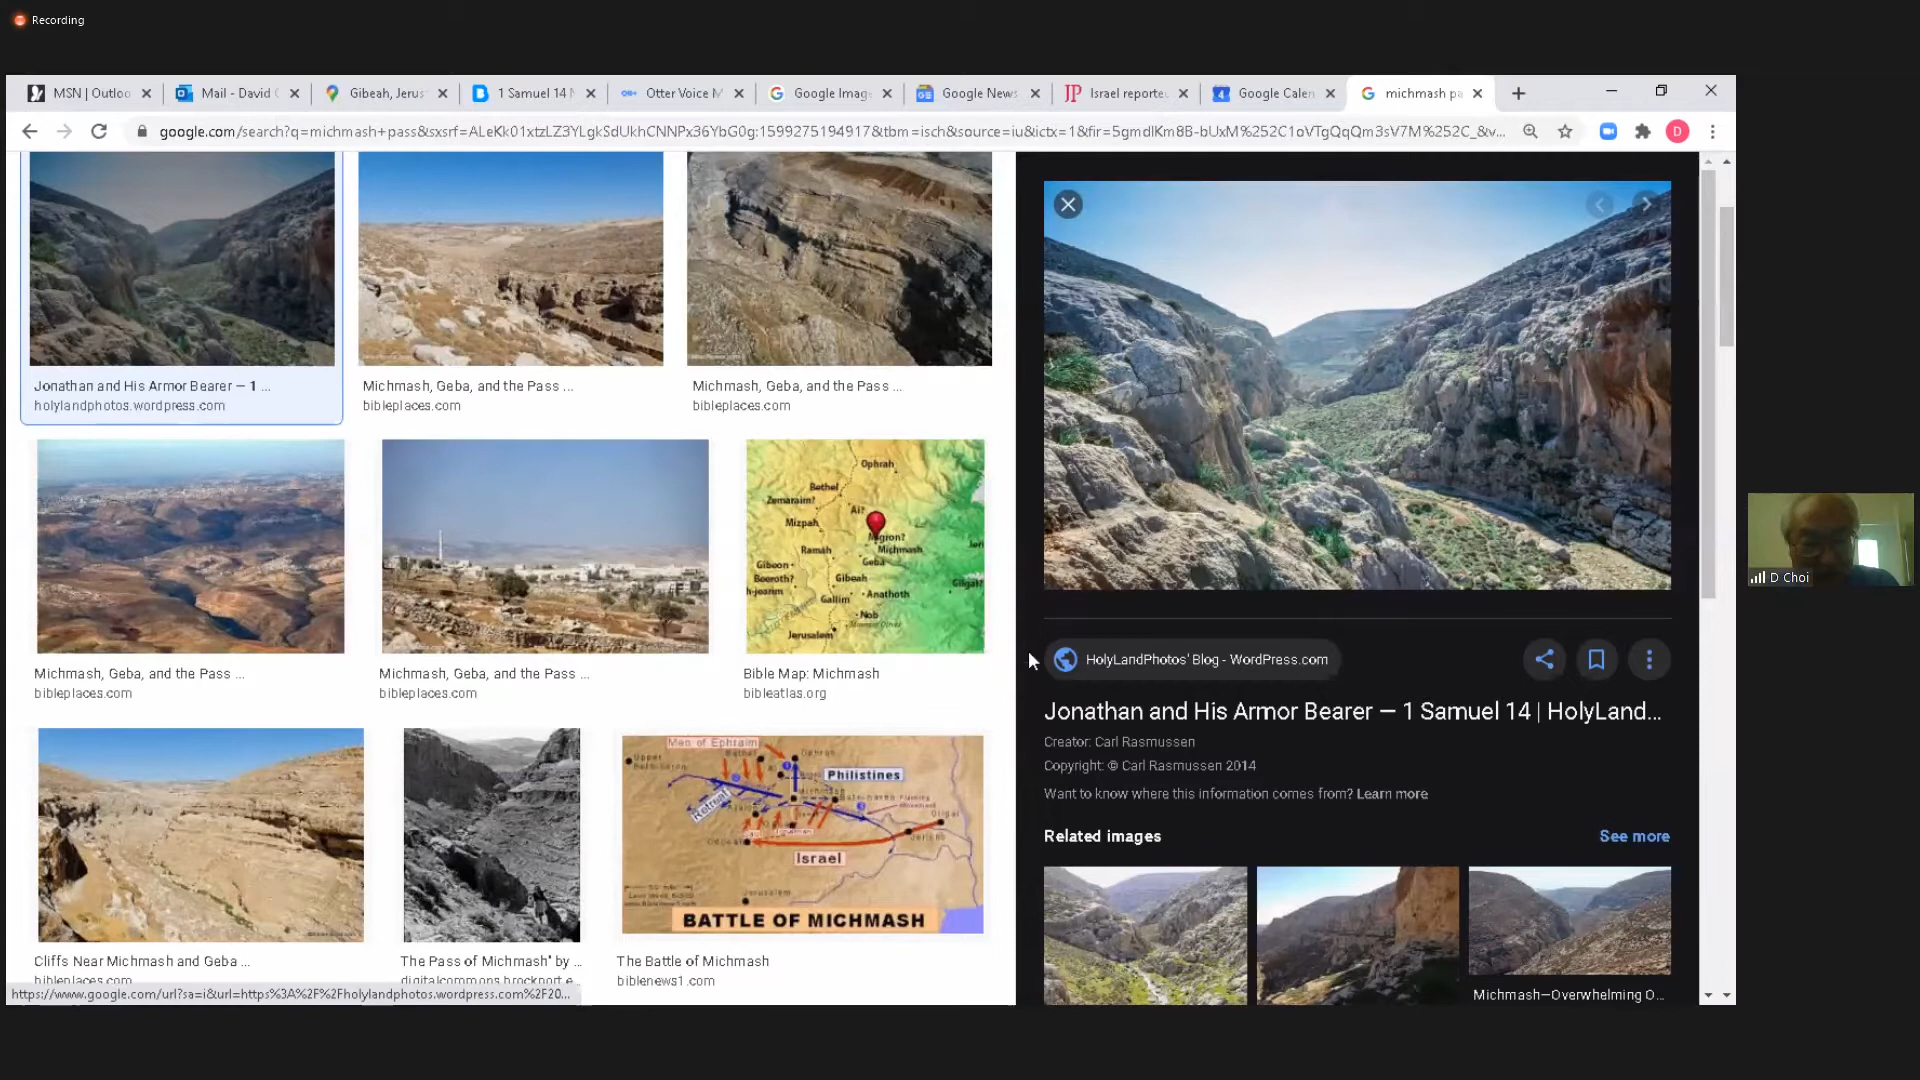 Recording
MSN | Outloo
Mail - David
Gibeah, Jerus
1 Samuel 14
Otter Voice M
Google Imag
Google News
Israel reporte
Google Calen
michmash pa
google.com/search?q=michmash+pass&sxsrf=ALeKk01xtzLZ3YLgkSdUkhCNNPx36YbG0g:1599275194917&tbm=isch&source=iu&ictx=1&fir=5gmdlKm8B-bUxM%252C1oVTgQqQm3sV7M%252C_&v...
D
Jonathan and His Armor Bearer — 1 ...
holylandphotos.wordpress.com
Michmash, Geba, and the Pass ...
bibleplaces.com
Michmash, Geba, and the Pass ...
bibleplaces.com
Ophrah
Bethel
Zemaraim?
Ai?
Mizpah
Migron?
Michmash
Ramah
Geba
Gibeon
Beeroth?
Gibeah
Gilgal?
h-jearim
Anathoth
Gallim
Nob
Jerusalem
Michmash, Geba, and the Pass ...
bibleplaces.com
Michmash, Geba, and the Pass ...
bibleplaces.com
Bible Map: Michmash
bibleatlas.org
Men of Ephraim
Philistines
Retreat
Gilgal
Jericho
Israel
Jerusalem
BATTLE OF MICHMASH
Cliffs Near Michmash and Geba ...
bibleplaces.com
The Pass of Michmash" by ...
digitalcommons.brockport.e...
The Battle of Michmash
biblenews1.com
https://www.google.com/url?sa=i&url=https%3A%2F%2Fholylandphotos.wordpress.com%2F20...
HolyLandPhotos' Blog - WordPress.com
Jonathan and His Armor Bearer — 1 Samuel 14 | HolyLand...
Creator: Carl Rasmussen
Copyright: © Carl Rasmussen 2014
Want to know where this information comes from? Learn more
Related images
See more
Michmash—Overwhelming O...
D Choi